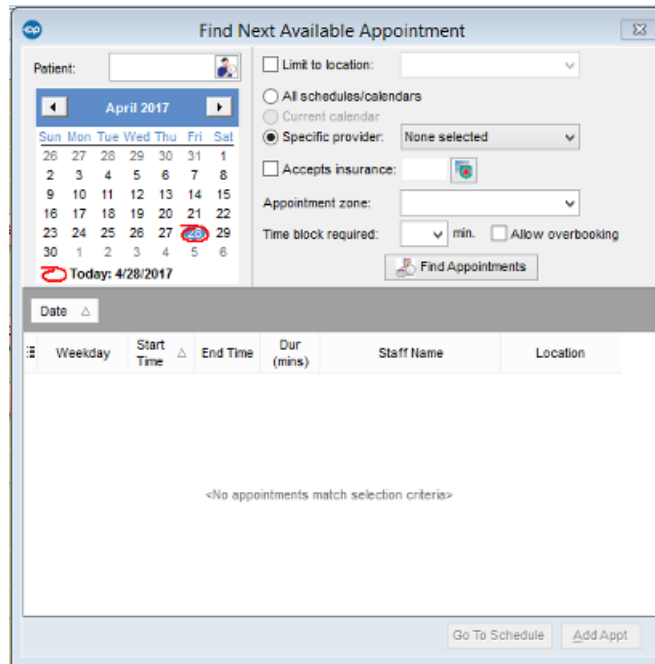 op
Find Next Available Appointment
Patient:
April 2017
Sun Mon Tue Wed Thu Fri Sat
26 27 28 29 30 31 1
2 3 4 5 6 7 8
9 10 11 12 13 14 15
16 17 18 19 20 21 22
23 24 25 26 27 28 29
30 1 2 3 4 5 6
Today: 4/28/2017
Limit to location:
All schedules/calendars
Current calendar
Specific provider: None selected
Accepts insurance:
Appointment zone:
Time block required: min. Allow overbooking
Find Appointments
Date
Weekday Start Time End Time Dur (mins) Staff Name Location
<No appointments match selection criteria>
Go To Schedule Add Appt